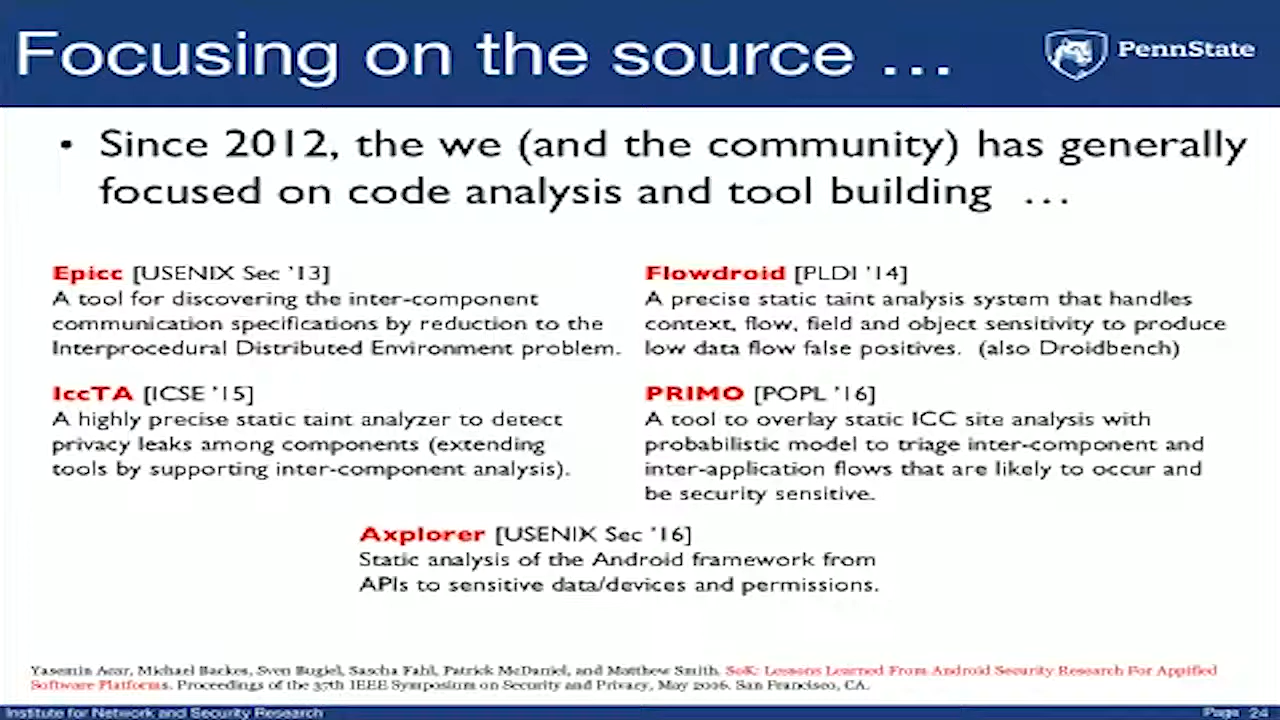 Focusing on the source ...
PennState
• Since 2012, the we (and the community) has generally
focused on code analysis and tool building ...
Epicc [USENIX Sec '13]
A tool for discovering the inter-component
communication specifications by reduction to the
Interprocedural Distributed Environment problem.
Flowdroid [PLDI '14]
A precise static taint analysis system that handles
context, flow, field and object sensitivity to produce
low data flow false positives. (also Droidbench)
IccTA [ICSE '15]
A highly precise static taint analyzer to detect
privacy leaks among components (extending
tools by supporting inter-component analysis).
PRIMO [POPL '16]
A tool to overlay static ICC site analysis with
probabilistic model to triage inter-component and
inter-application flows that are likely to occur and
be security sensitive.
Axplorer [USENIX Sec '16]
Static analysis of the Android framework from
APIs to sensitive data/devices and permissions.
Yasemin Acar, Michael Backes, Sven Bugiel, Sascha Fahl, Patrick McDaniel, and Matthew Smith. SoK: Lessons Learned From Android Security Research For Appified
Software Platforms. Proceedings of the 37th IEEE Symposium on Security and Privacy, May 2016. San Francisco, CA.
Institute for Network and Security Research
Page 24